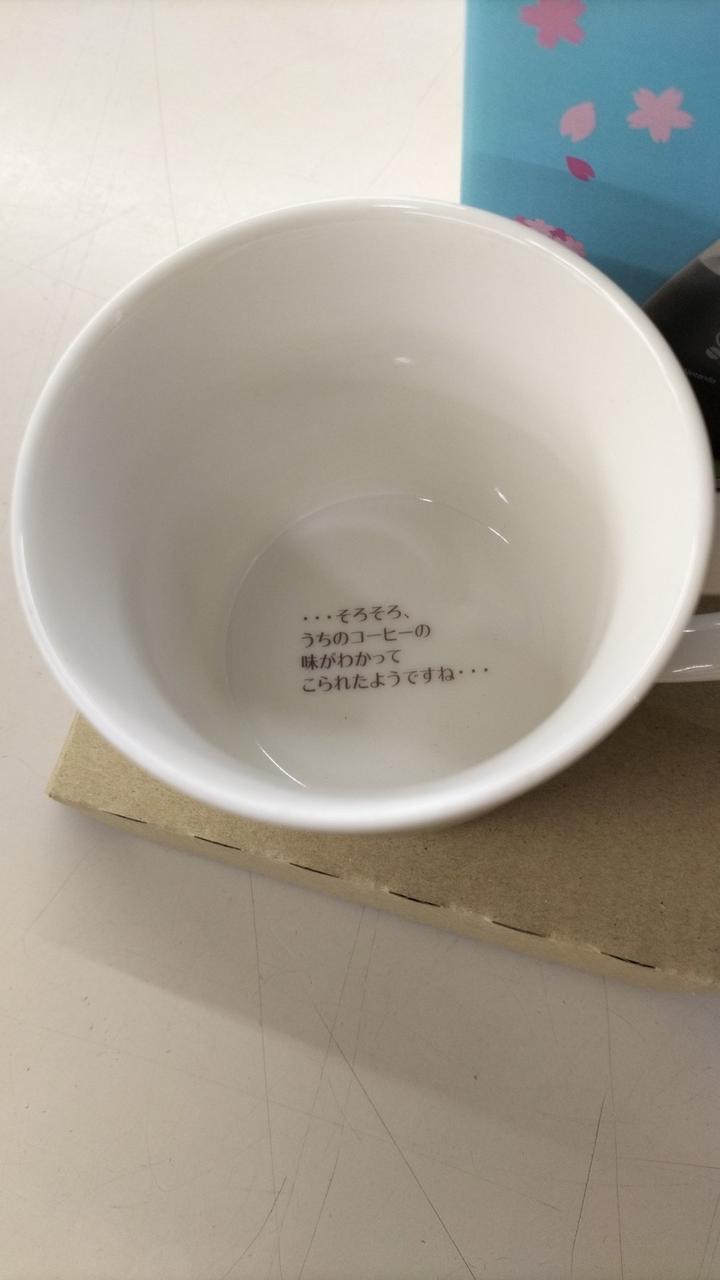 ・・・そろそろ、
うちのコーヒーの
味がわかって
こられたようですね・・・